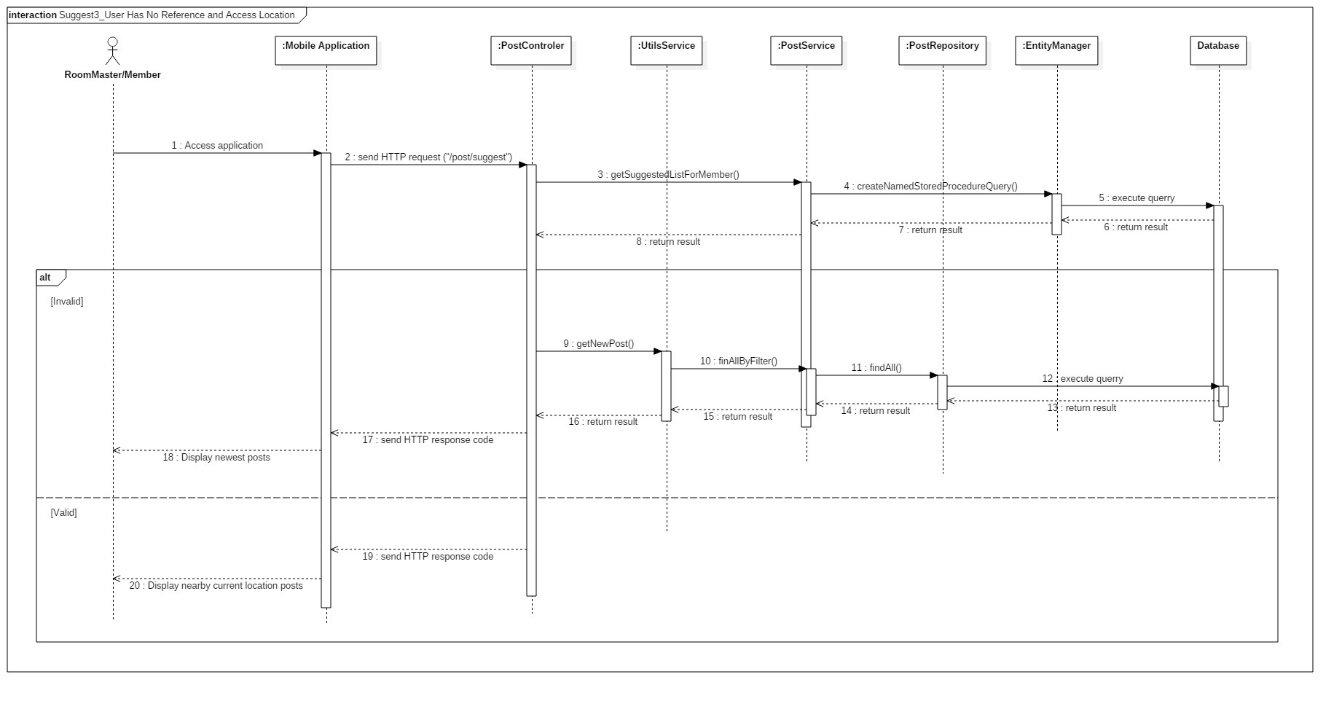 interaction Suggest3_User Has No Reference and Access Location
RoomMaster/Member
:Mobile Application
:PostControler
:UtilsService
:PostService
:PostRepository
:EntityManager
Database
1 : Access application
2 : send HTTP request ("/post/suggest")
3 : getSuggestedListForMember()
4 : createNamedStoredProcedureQuery()
5 : execute querry
6 : return result
7 : return result
8 : return result
alt
[Invalid]
9 : getNewPost()
10 : finAllByFilter()
11 : findAll()
12 : execute querry
13 : return result
14 : return result
15 : return result
16 : return result
17 : send HTTP response code
18 : Display newest posts
[Valid]
19 : send HTTP response code
20 : Display nearby current location posts